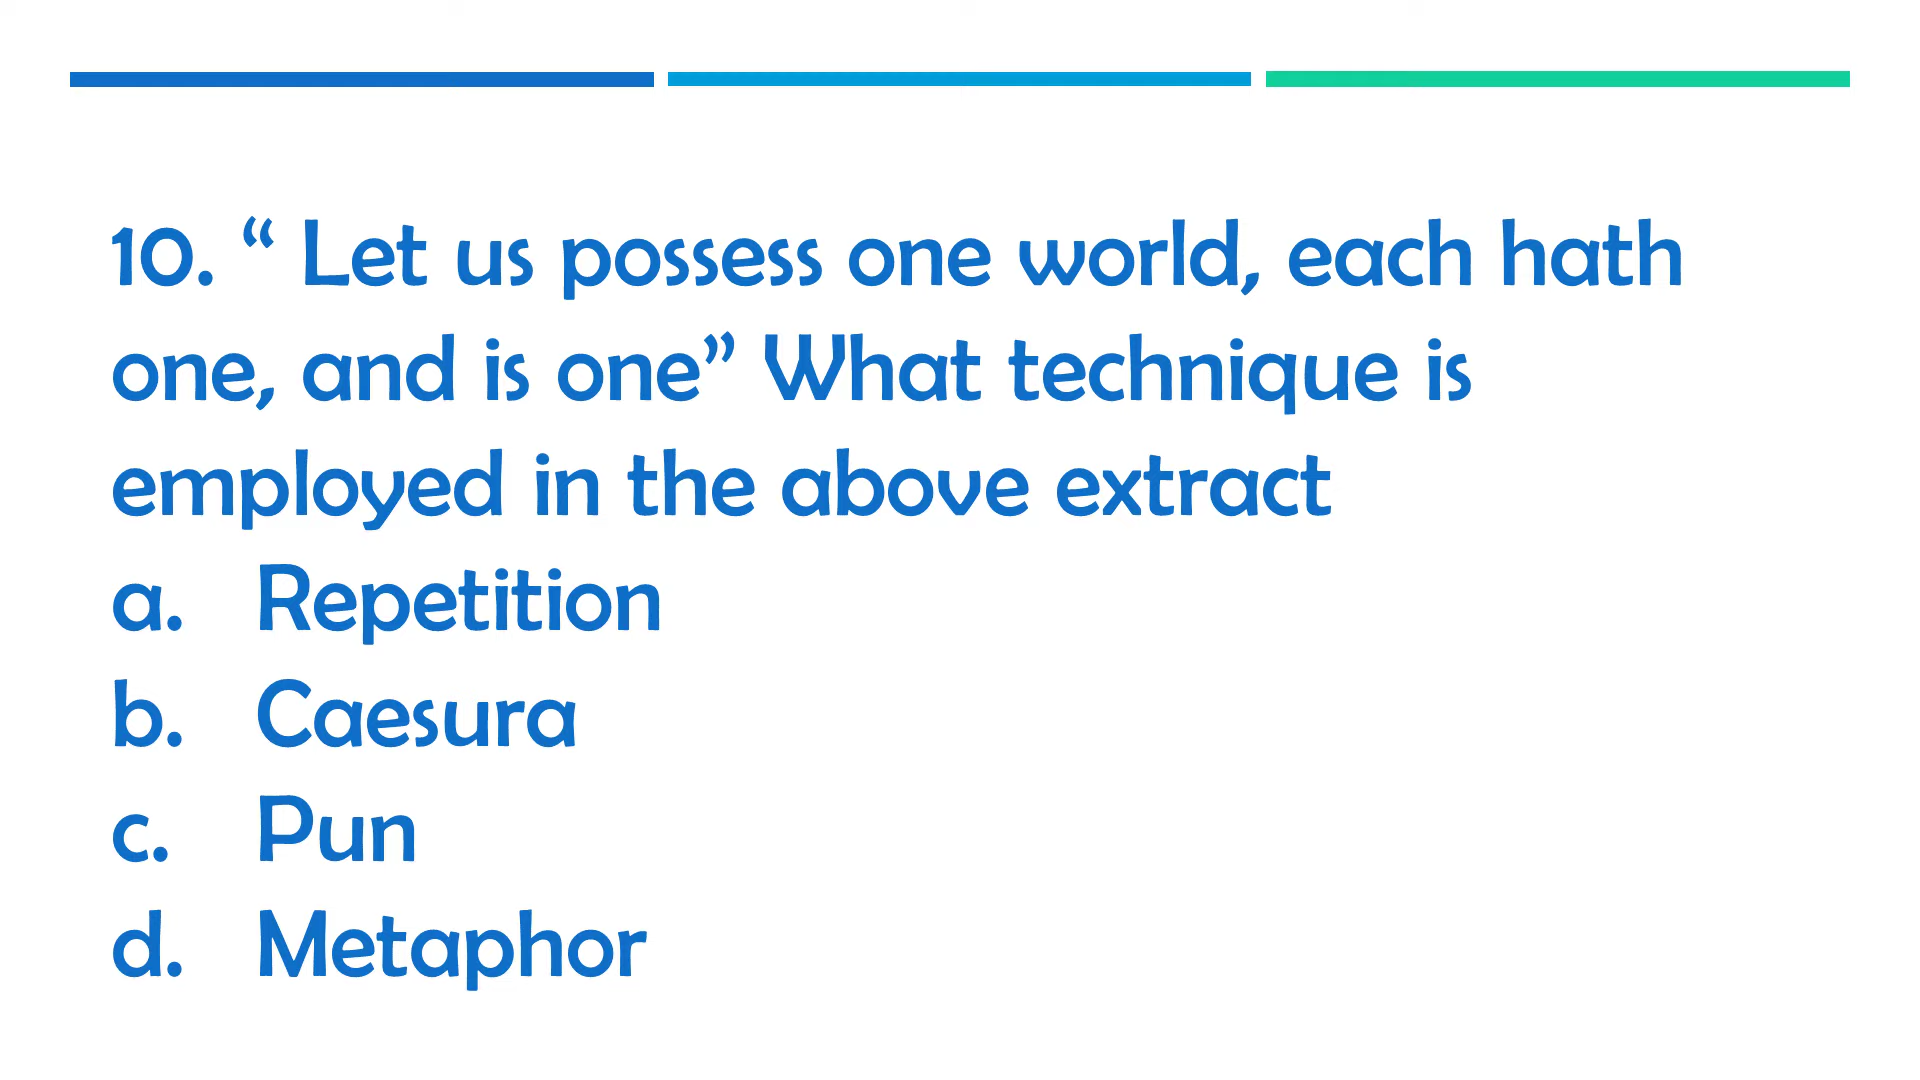 10. “ Let us possess one world, each hath
one, and is one” What technique is
employed in the above extract
a. Repetition
b. Caesura
c. Pun
d. Metaphor